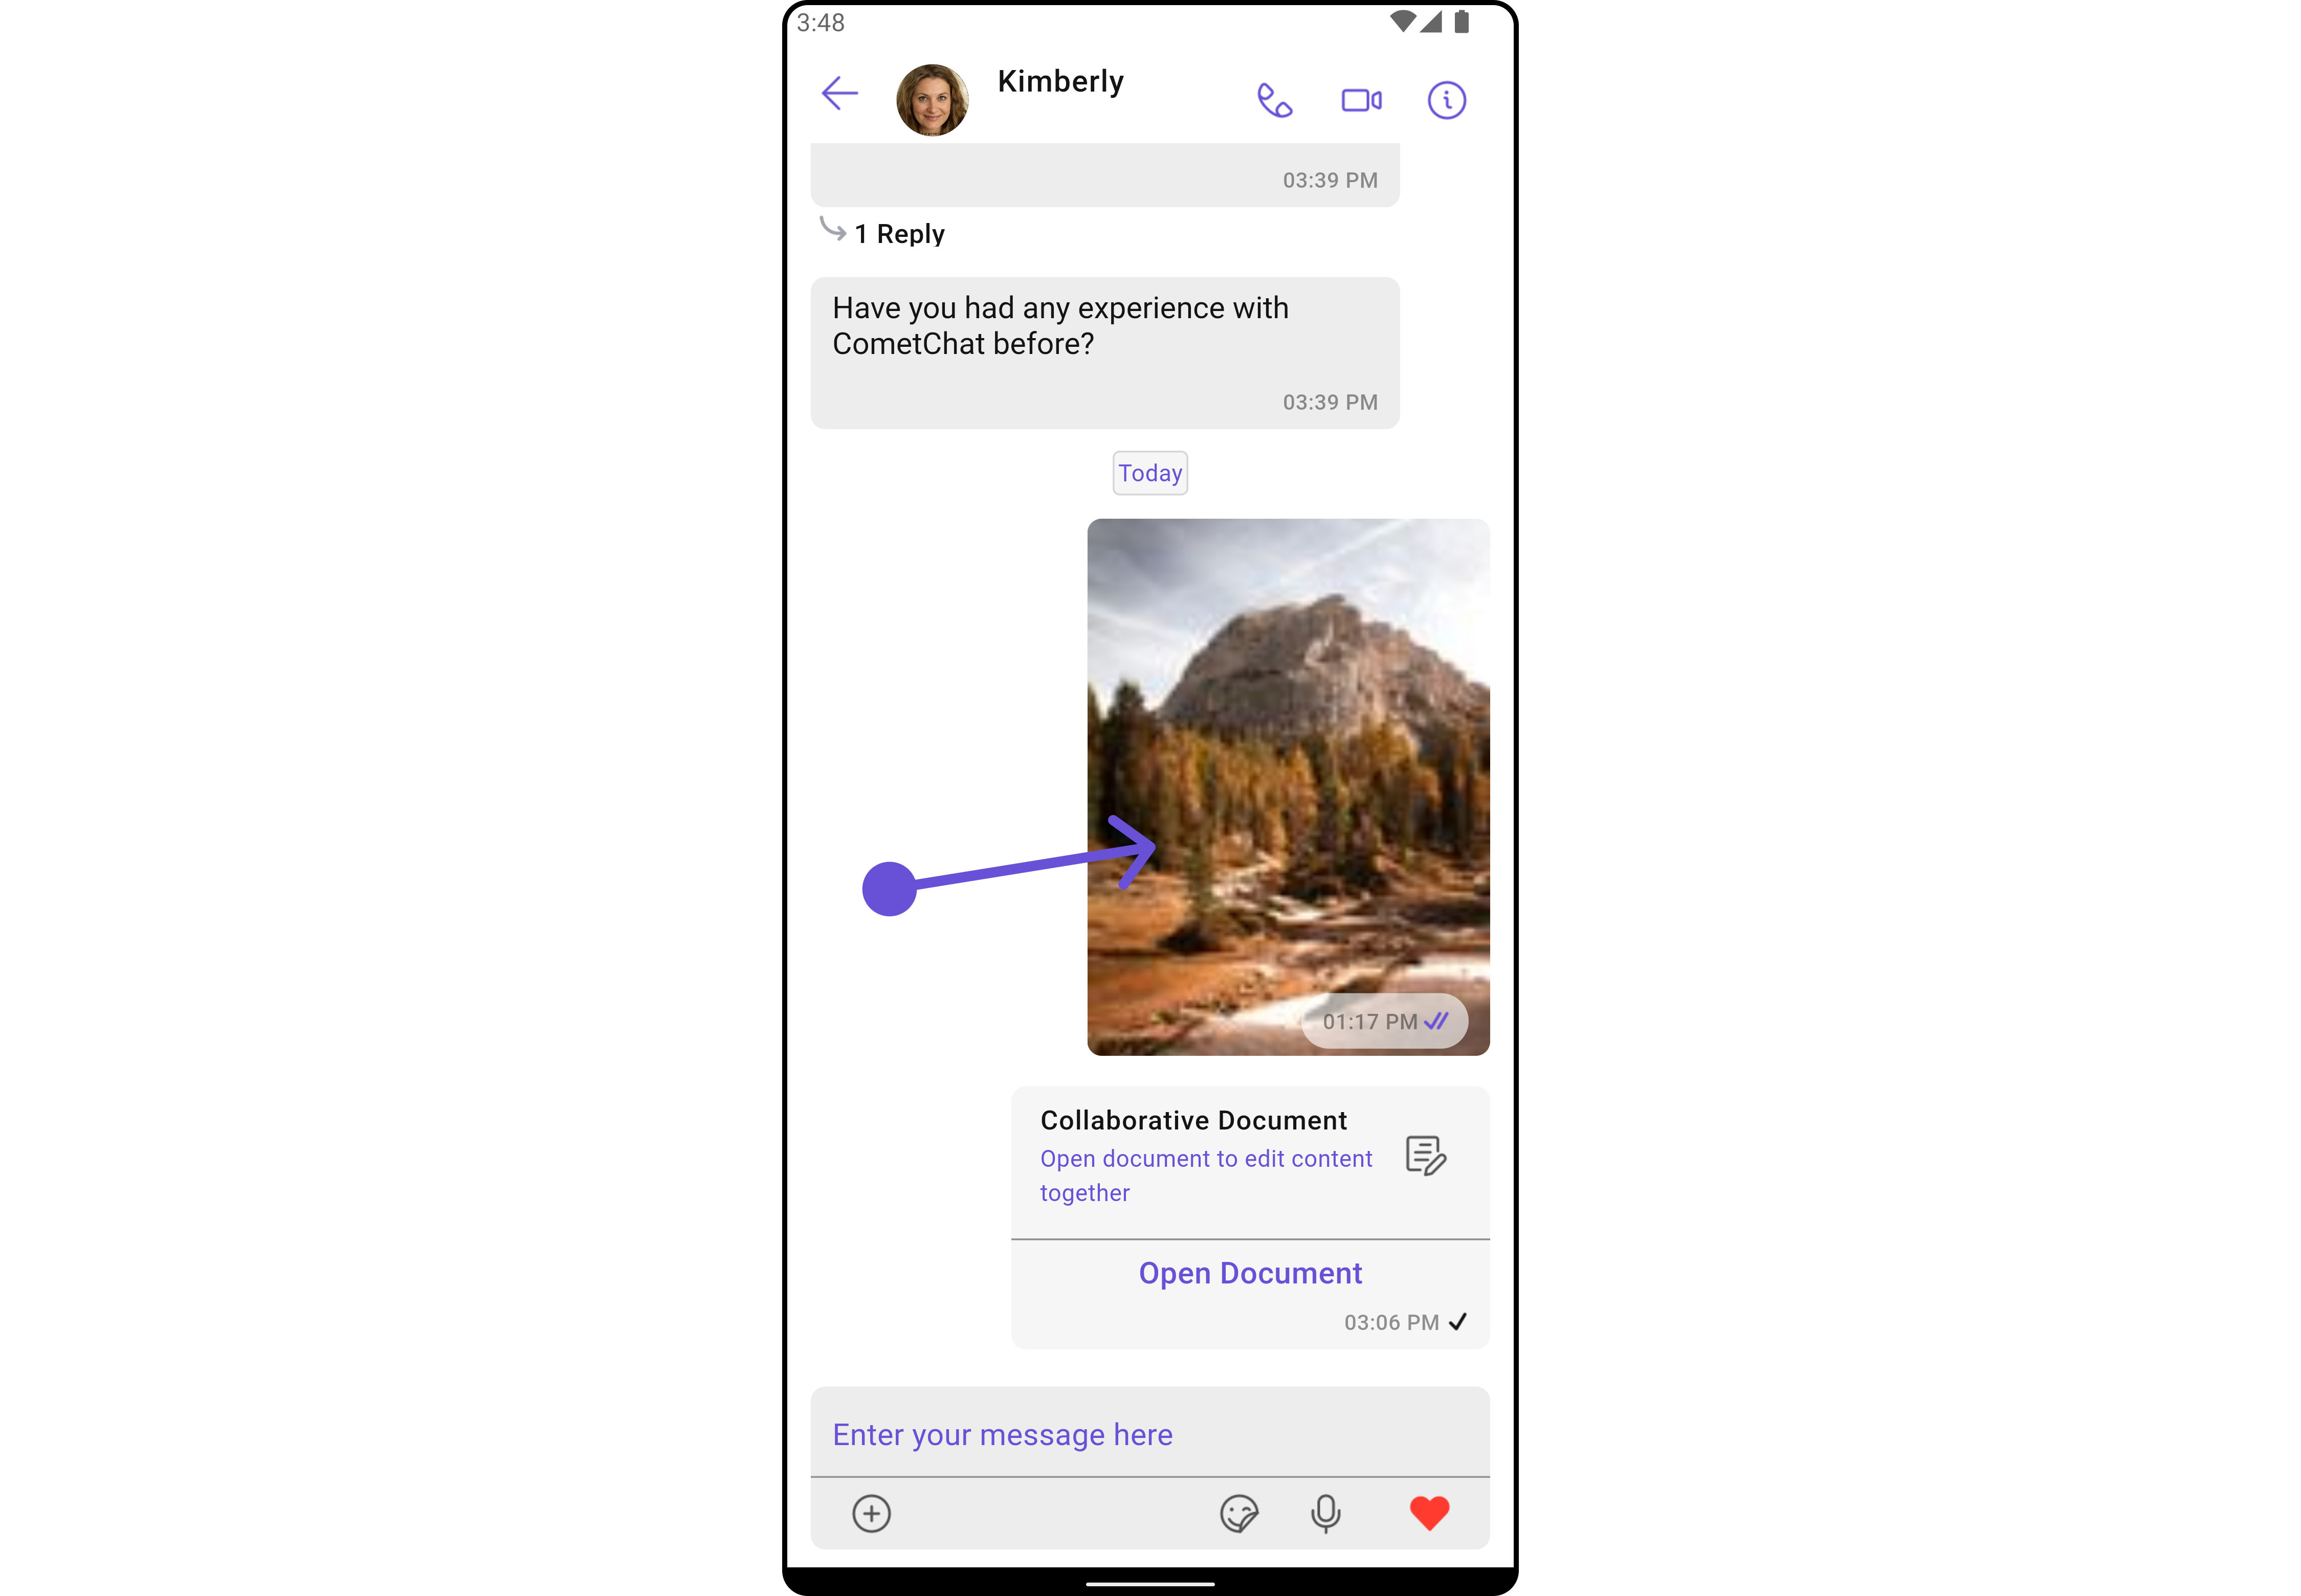 3:48
Kimberly
03:39 PM
1 Reply
Have you had any experience with
CometChat before?
03:39 PM
Today
01:17 PM
Collaborative Document
Open document to edit content
together
Open Document
03:06 PM
Enter your message here